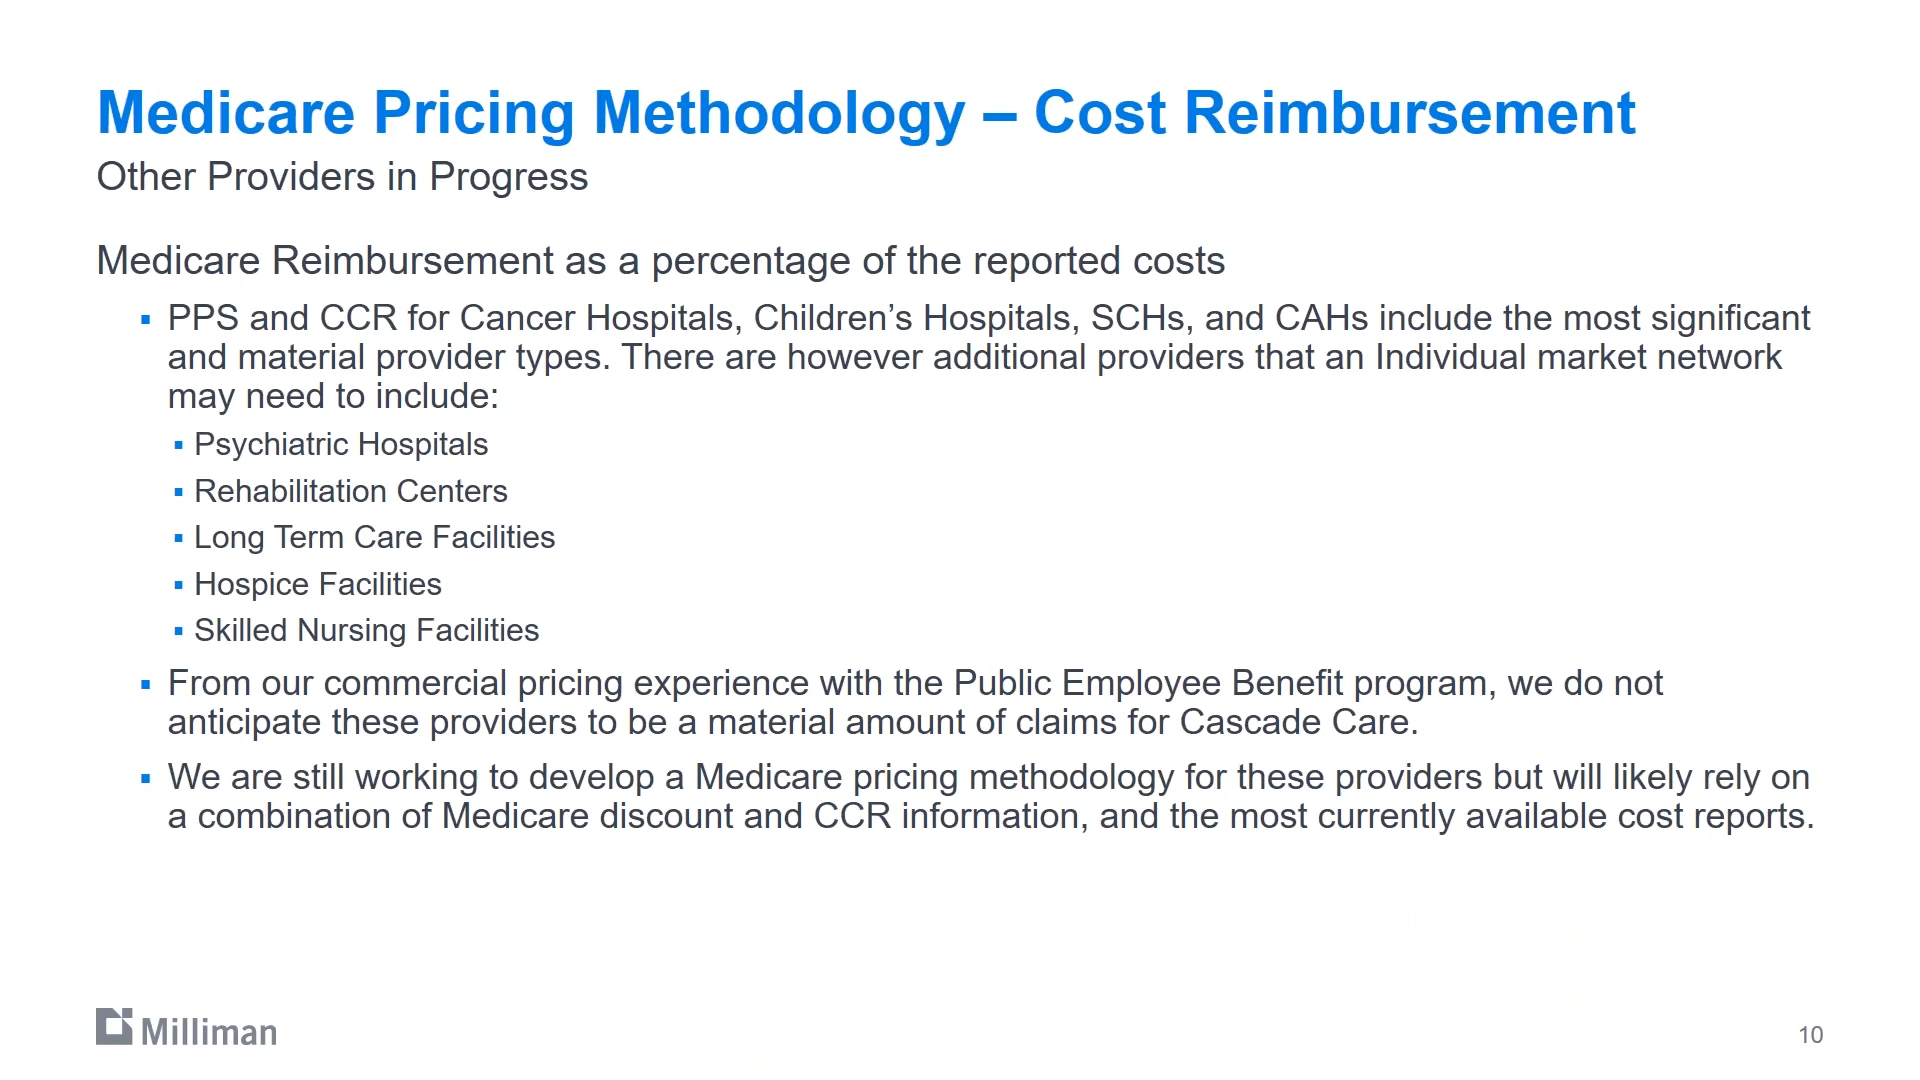 Medicare Pricing Methodology – Cost Reimbursement
Other Providers in Progress
Medicare Reimbursement as a percentage of the reported costs
▪ PPS and CCR for Cancer Hospitals, Children’s Hospitals, SCHs, and CAHs include the most significant
and material provider types. There are however additional providers that an Individual market network
may need to include:
▪ Psychiatric Hospitals
▪ Rehabilitation Centers
▪ Long Term Care Facilities
▪ Hospice Facilities
▪ Skilled Nursing Facilities
▪ From our commercial pricing experience with the Public Employee Benefit program, we do not
anticipate these providers to be a material amount of claims for Cascade Care.
▪ We are still working to develop a Medicare pricing methodology for these providers but will likely rely on
a combination of Medicare discount and CCR information, and the most currently available cost reports.
Milliman
10